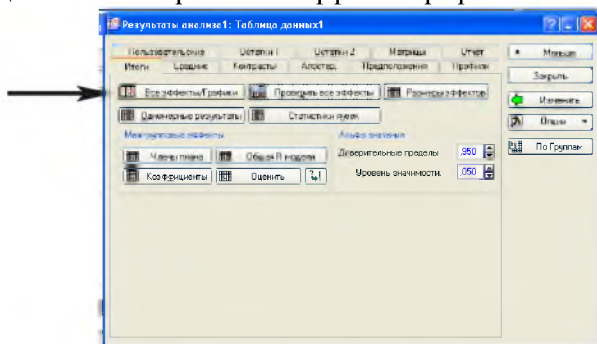 Результаты анализа1: Таблица данных1
Пользовательские Остатки 1 Остатки 2 Матрицы Отчет
Итоги Средние Контрасты Апостер. Предположения Профили
Меньше
Закрыть
Изменить
Опции
По Группам
Все эффекты/Графики Проверить все эффекты Размеры эффектов
Одномерные результаты Статистики ячеек
Межгрупповые эффекты Альфа значения
Члены плана Общая R модели Доверительные пределы .950
Коэффициенты Оценить Уровень значимости. .050